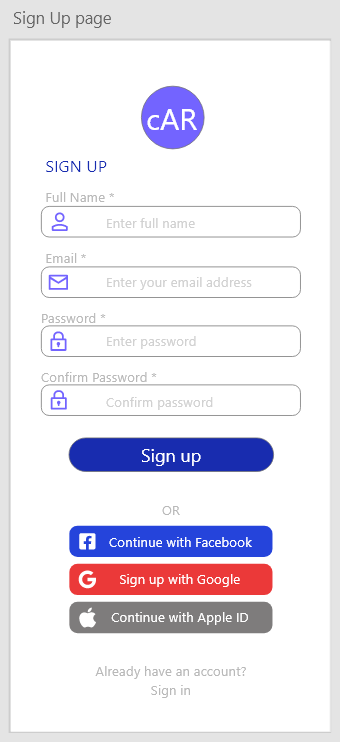 Sign Up page
cAR
SIGN UP
Full Name *
Enter full name
Email *
Enter your email address
Password *
Enter password
Confirm Password *
Confirm password
Sign up
OR
Continue with Facebook
Sign up with Google
Continue with Apple ID
Already have an account?
Sign in